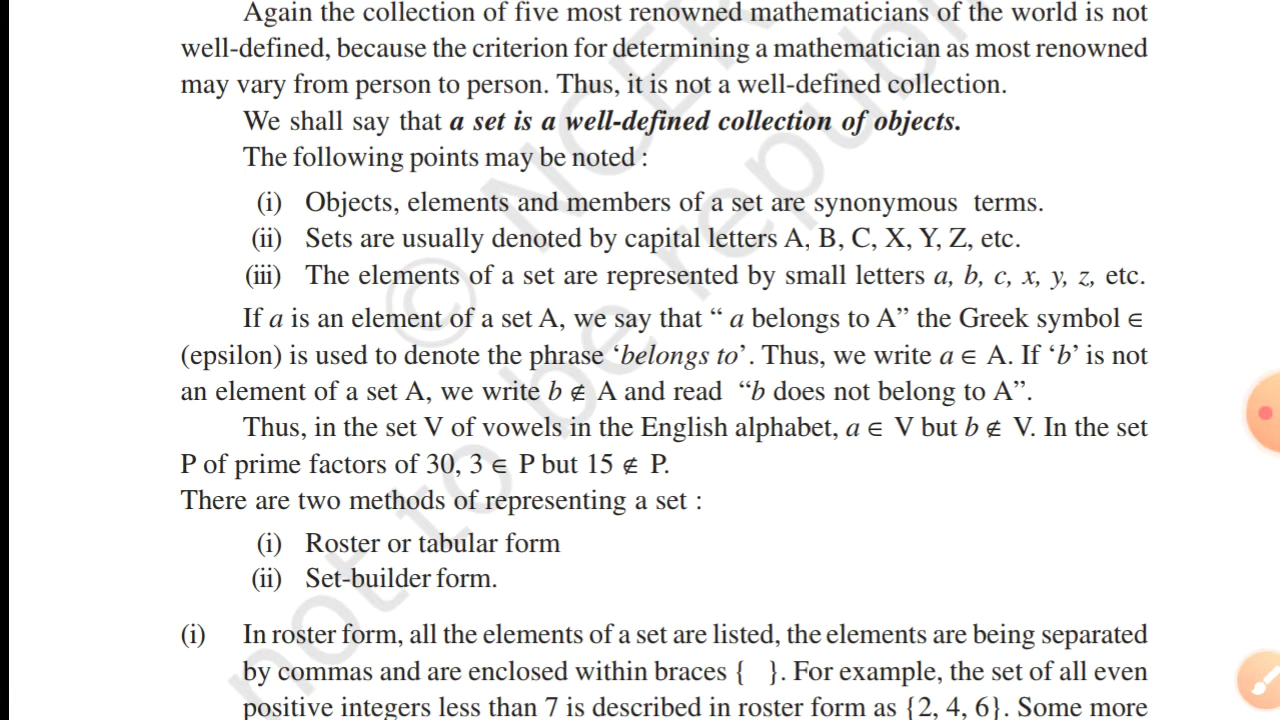 Again the collection of five most renowned mathematicians of the world is not
well-defined, because the criterion for determining a mathematician as most renowned
may vary from person to person. Thus, it is not a well-defined collection.
We shall say that a set is a well-defined collection of objects.
The following points may be noted :
(i) Objects, elements and members of a set are synonymous terms.
(ii) Sets are usually denoted by capital letters A, B, C, X, Y, Z, etc.
(iii) The elements of a set are represented by small letters a, b, c, x, y, z, etc.
If a is an element of a set A, we say that “ a belongs to A” the Greek symbol ∈
(epsilon) is used to denote the phrase ‘belongs to’. Thus, we write a ∈ A. If ‘b’ is not
an element of a set A, we write b ∉ A and read “b does not belong to A”.
Thus, in the set V of vowels in the English alphabet, a ∈ V but b ∉ V. In the set
P of prime factors of 30, 3 ∈ P but 15 ∉ P.
There are two methods of representing a set :
(i) Roster or tabular form
(ii) Set-builder form.
(i) In roster form, all the elements of a set are listed, the elements are being separated
by commas and are enclosed within braces { }. For example, the set of all even
positive integers less than 7 is described in roster form as {2, 4, 6}. Some more
© NCER
not to be republ